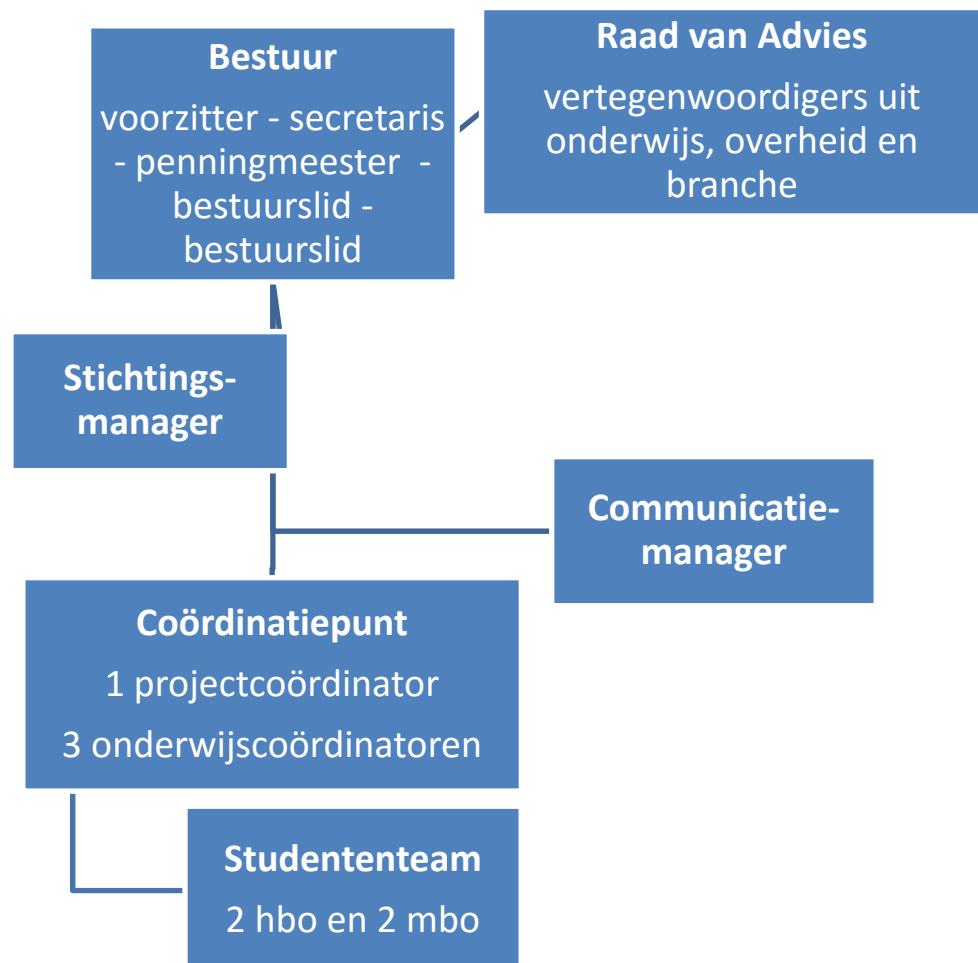 Bestuur
voorzitter - secretaris
- penningmeester -
bestuurslid -
bestuurslid
Raad van Advies
vertegenwoordigers uit
onderwijs, overheid en
branche
Stichtings-
manager
Communicatie-
manager
Coördinatiepunt
1 projectcoördinator
3 onderwijscoördinatoren
Studententeam
2 hbo en 2 mbo